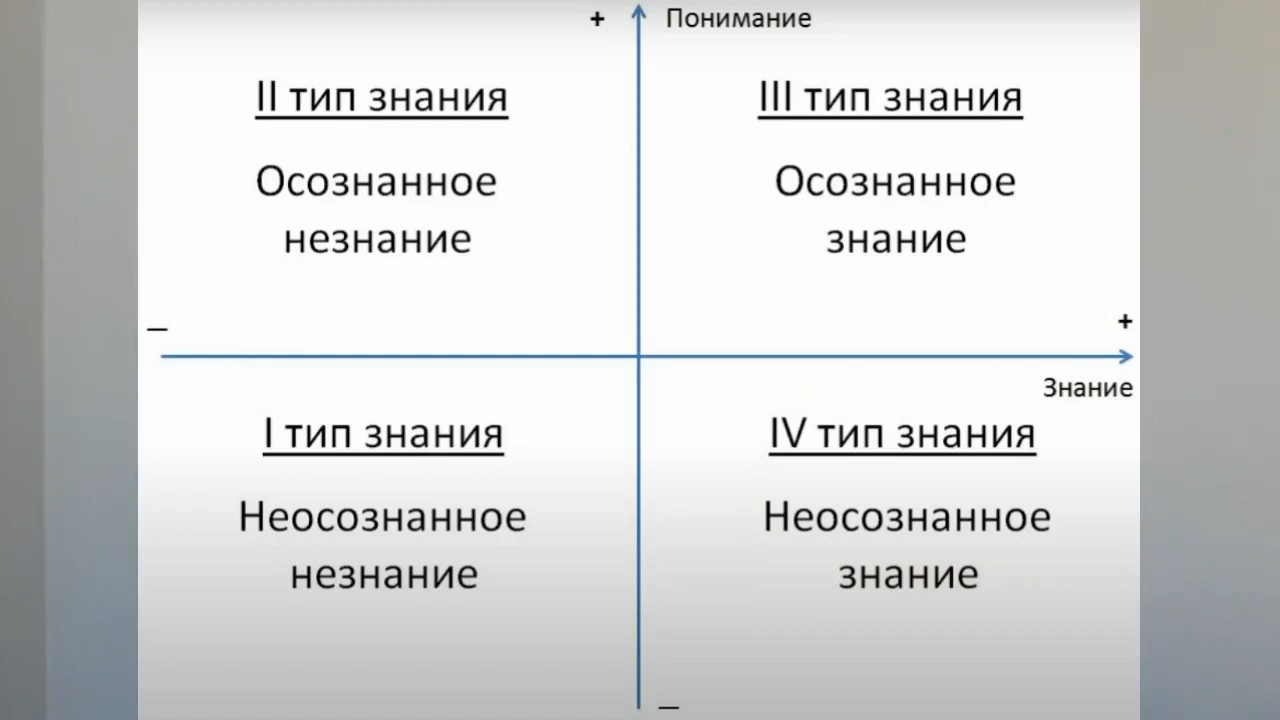 + Понимание
II тип знания
III тип знания
Осознанное
незнание
Осознанное
знание
– +
Знание
I тип знания
IV тип знания
Неосознанное
незнание
Неосознанное
знание
–